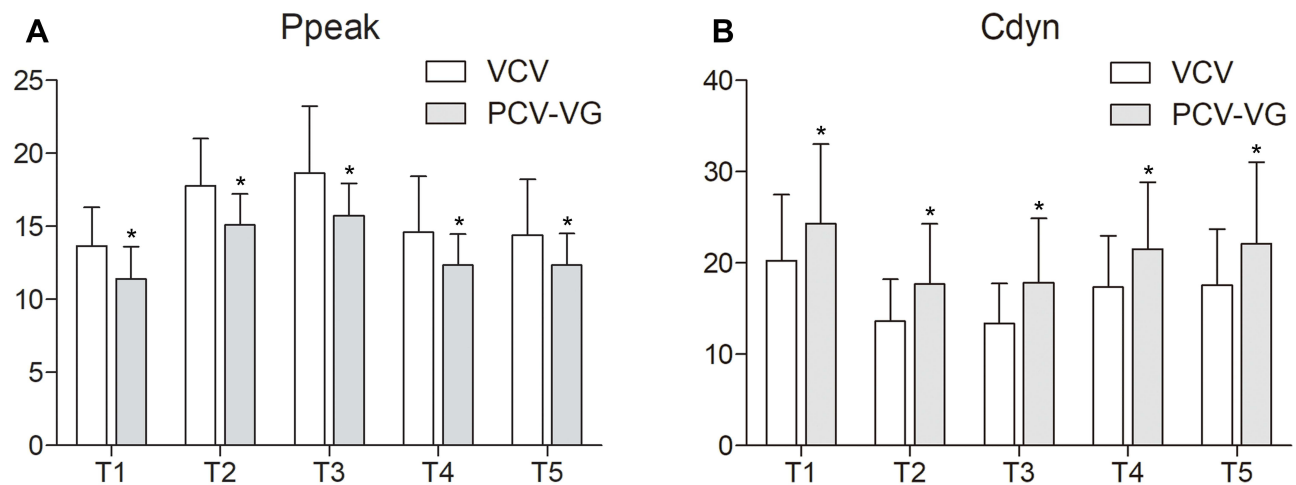 A
Ppeak
VCV
PCV-VG
25
20
15
10
5
0
*
*
*
*
*
T1 T2 T3 T4 T5
B
Cdyn
VCV
PCV-VG
40
30
20
10
0
*
*
*
*
*
T1 T2 T3 T4 T5